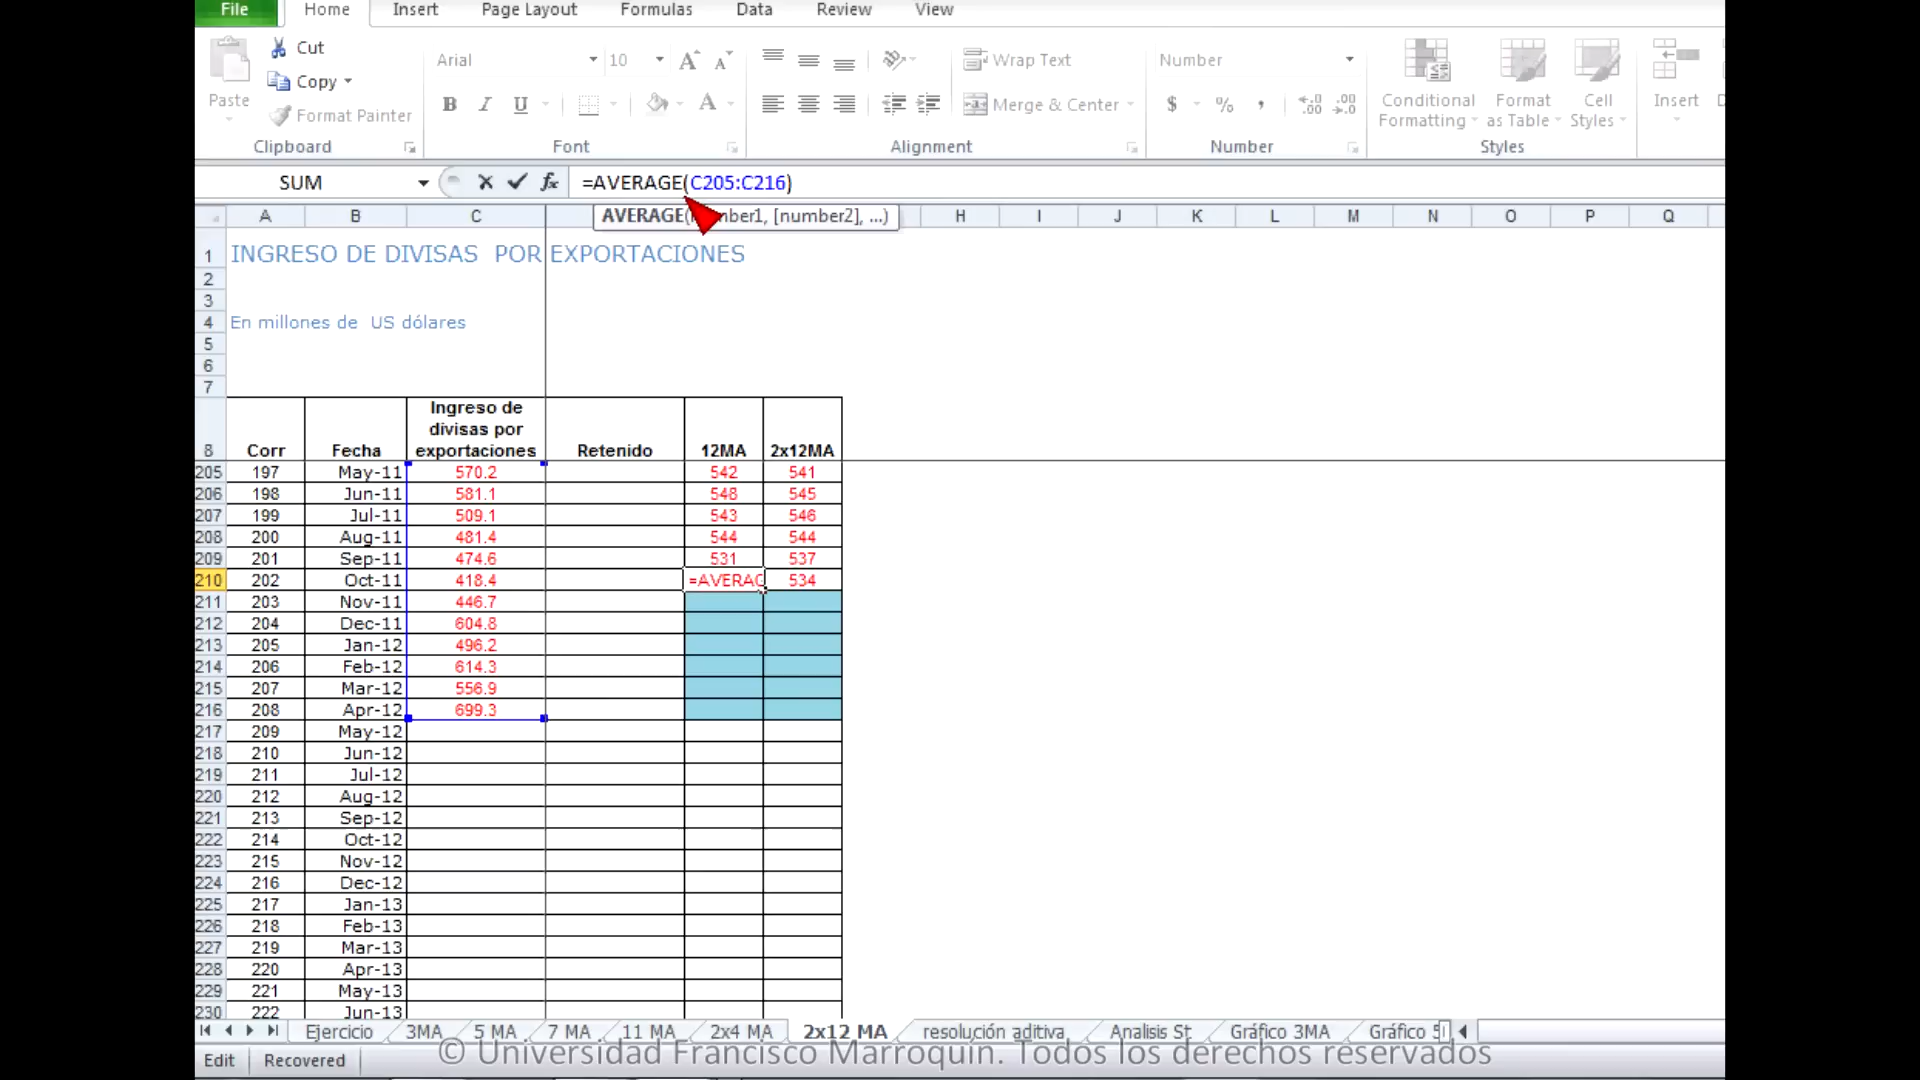 File Home Insert Page Layout Formulas Data Review View
Cut
Copy
Format Painter
Paste
Arial 10
Wrap Text
Merge & Center
Number
$ % ,
Conditional Formatting
Format as Table
Cell Styles
Insert
Clipboard Font Alignment Number Styles
SUM fx =AVERAGE(C205:C216)
A B C H I J K L M N O P Q
AVERAGE( [number2], ...)
1 INGRESO DE DIVISAS POR EXPORTACIONES
2
3
4 En millones de US dólares
5
6
7
8 Corr Fecha Ingreso de divisas por exportaciones Retenido 12MA 2x12MA
205 197 May-11 570.2 542 541
206 198 Jun-11 581.1 548 545
207 199 Jul-11 509.1 543 546
208 200 Aug-11 481.4 544 544
209 201 Sep-11 474.6 531 537
210 202 Oct-11 418.4 =AVERAG 534
211 203 Nov-11 446.7
212 204 Dec-11 604.8
213 205 Jan-12 496.2
214 206 Feb-12 614.3
215 207 Mar-12 556.9
216 208 Apr-12 699.3
217 209 May-12
218 210 Jun-12
219 211 Jul-12
220 212 Aug-12
221 213 Sep-12
222 214 Oct-12
223 215 Nov-12
224 216 Dec-12
225 217 Jan-13
226 218 Feb-13
227 219 Mar-13
228 220 Apr-13
229 221 May-13
230 222 Jun-13
Ejercicio 3MA 5 MA 7 MA 11 MA 2x4 MA 2x12 MA resolución aditiva Analisis St Gráfico 3MA Gráfico
Edit Recovered
© Universidad Francisco Marroquin. Todos los derechos reservados